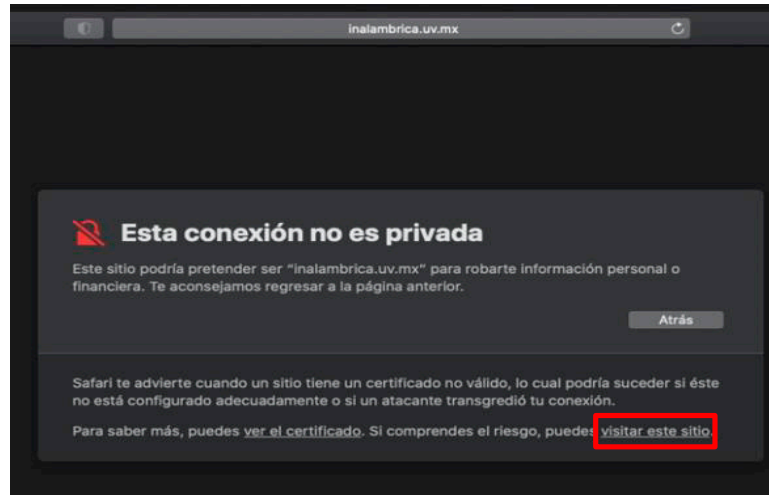 inalambrica.uv.mx
Esta conexión no es privada
Este sitio podría pretender ser “inalambrica.uv.mx” para robarte información personal o
financiera. Te aconsejamos regresar a la página anterior.
Atrás
Safari te advierte cuando un sitio tiene un certificado no válido, lo cual podría suceder si éste
no está configurado adecuadamente o si un atacante transgredió tu conexión.
Para saber más, puedes ver el certificado. Si comprendes el riesgo, puedes visitar este sitio.